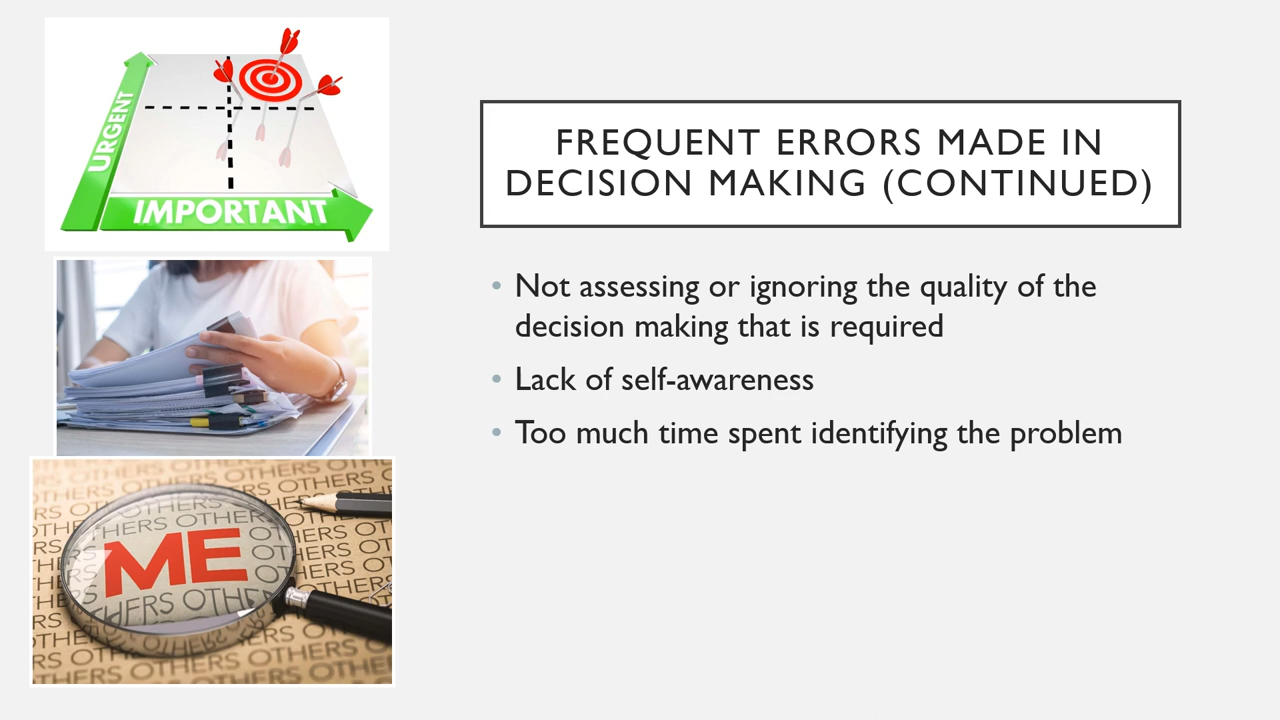 URGENT
IMPORTANT
FREQUENT ERRORS MADE IN
DECISION MAKING (CONTINUED)
• Not assessing or ignoring the quality of the
decision making that is required
• Lack of self-awareness
• Too much time spent identifying the problem
ME
OTHERS OTHERS